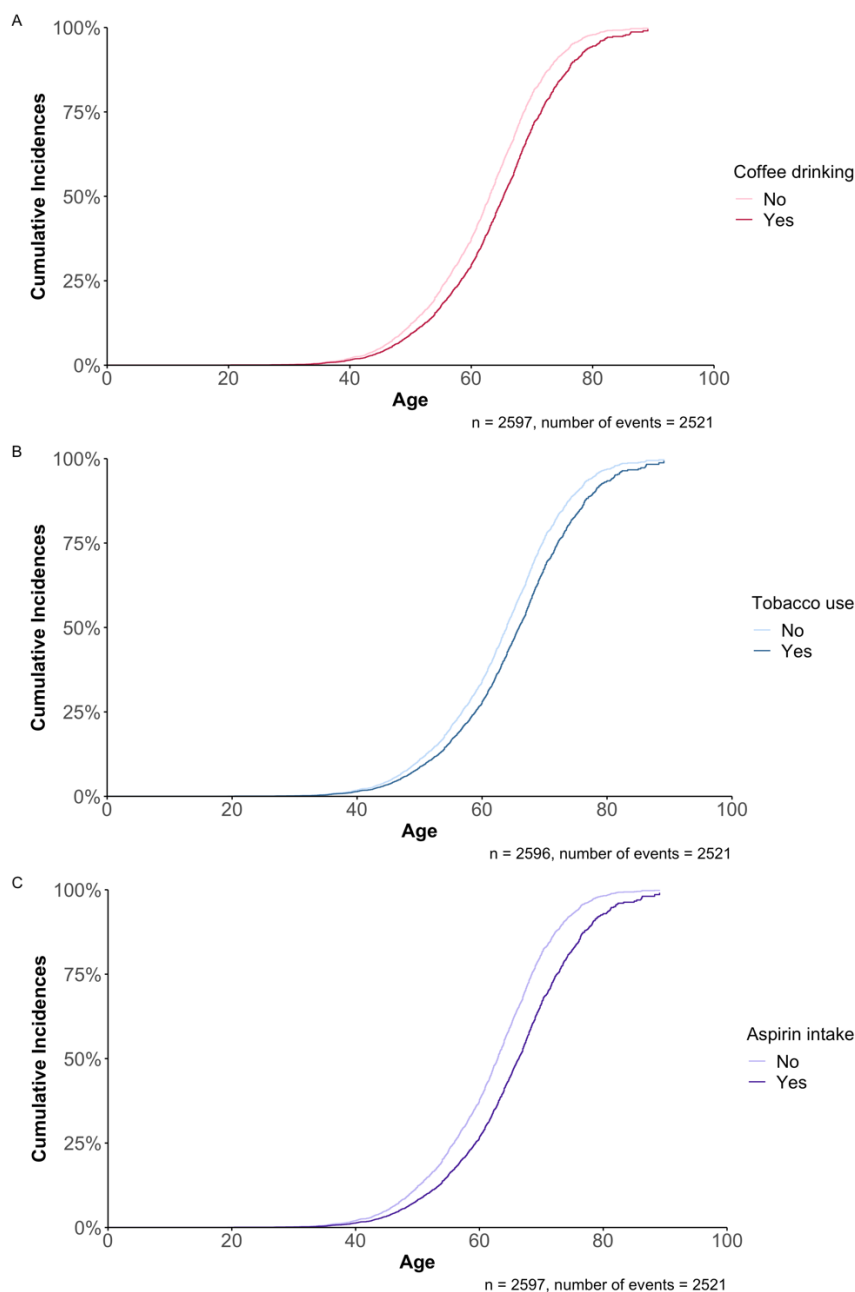 A
100%
75%
50%
25%
0%
Cumulative Incidences
0 20 40 60 80 100
Age
n = 2597, number of events = 2521
Coffee drinking
No
Yes
B
100%
75%
50%
25%
0%
Cumulative Incidences
0 20 40 60 80 100
Age
n = 2596, number of events = 2521
Tobacco use
No
Yes
C
100%
75%
50%
25%
0%
Cumulative Incidences
0 20 40 60 80 100
Age
n = 2597, number of events = 2521
Aspirin intake
No
Yes